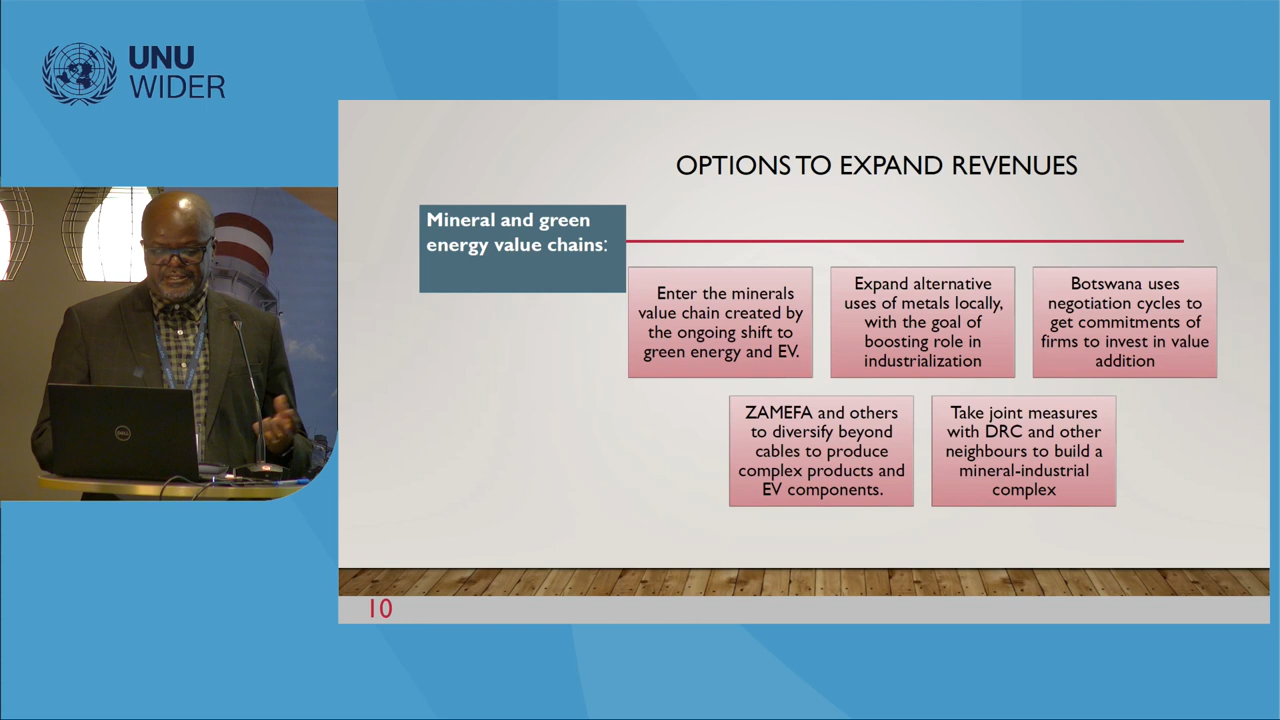 UNU
WIDER
OPTIONS TO EXPAND REVENUES
Mineral and green
energy value chains:
Enter the minerals
value chain created by
the ongoing shift to
green energy and EV.
Expand alternative
uses of metals locally,
with the goal of
boosting role in
industrialization
Botswana uses
negotiation cycles to
get commitments of
firms to invest in value
addition
ZAMEFA and others
to diversify beyond
cables to produce
complex products and
EV components.
Take joint measures
with DRC and other
neighbours to build a
mineral-industrial
complex
DELL
10